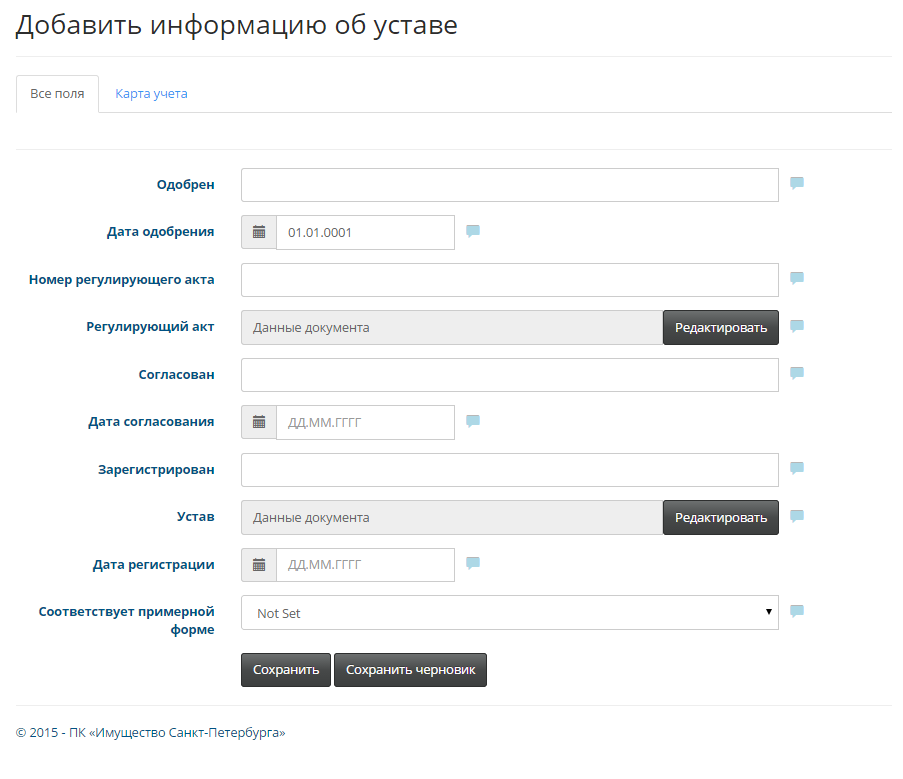 Добавить информацию об уставе
Все поля
Карта учета
Одобрен
Дата одобрения
01.01.0001
Номер регулирующего акта
Регулирующий акт
Данные документа
Редактировать
Согласован
Дата согласования
ДД.ММ.ГГГГ
Зарегистрирован
Устав
Данные документа
Редактировать
Дата регистрации
ДД.ММ.ГГГГ
Соответствует примерной
форме
Not Set
Сохранить
Сохранить черновик
© 2015 - ПК «Имущество Санкт-Петербурга»